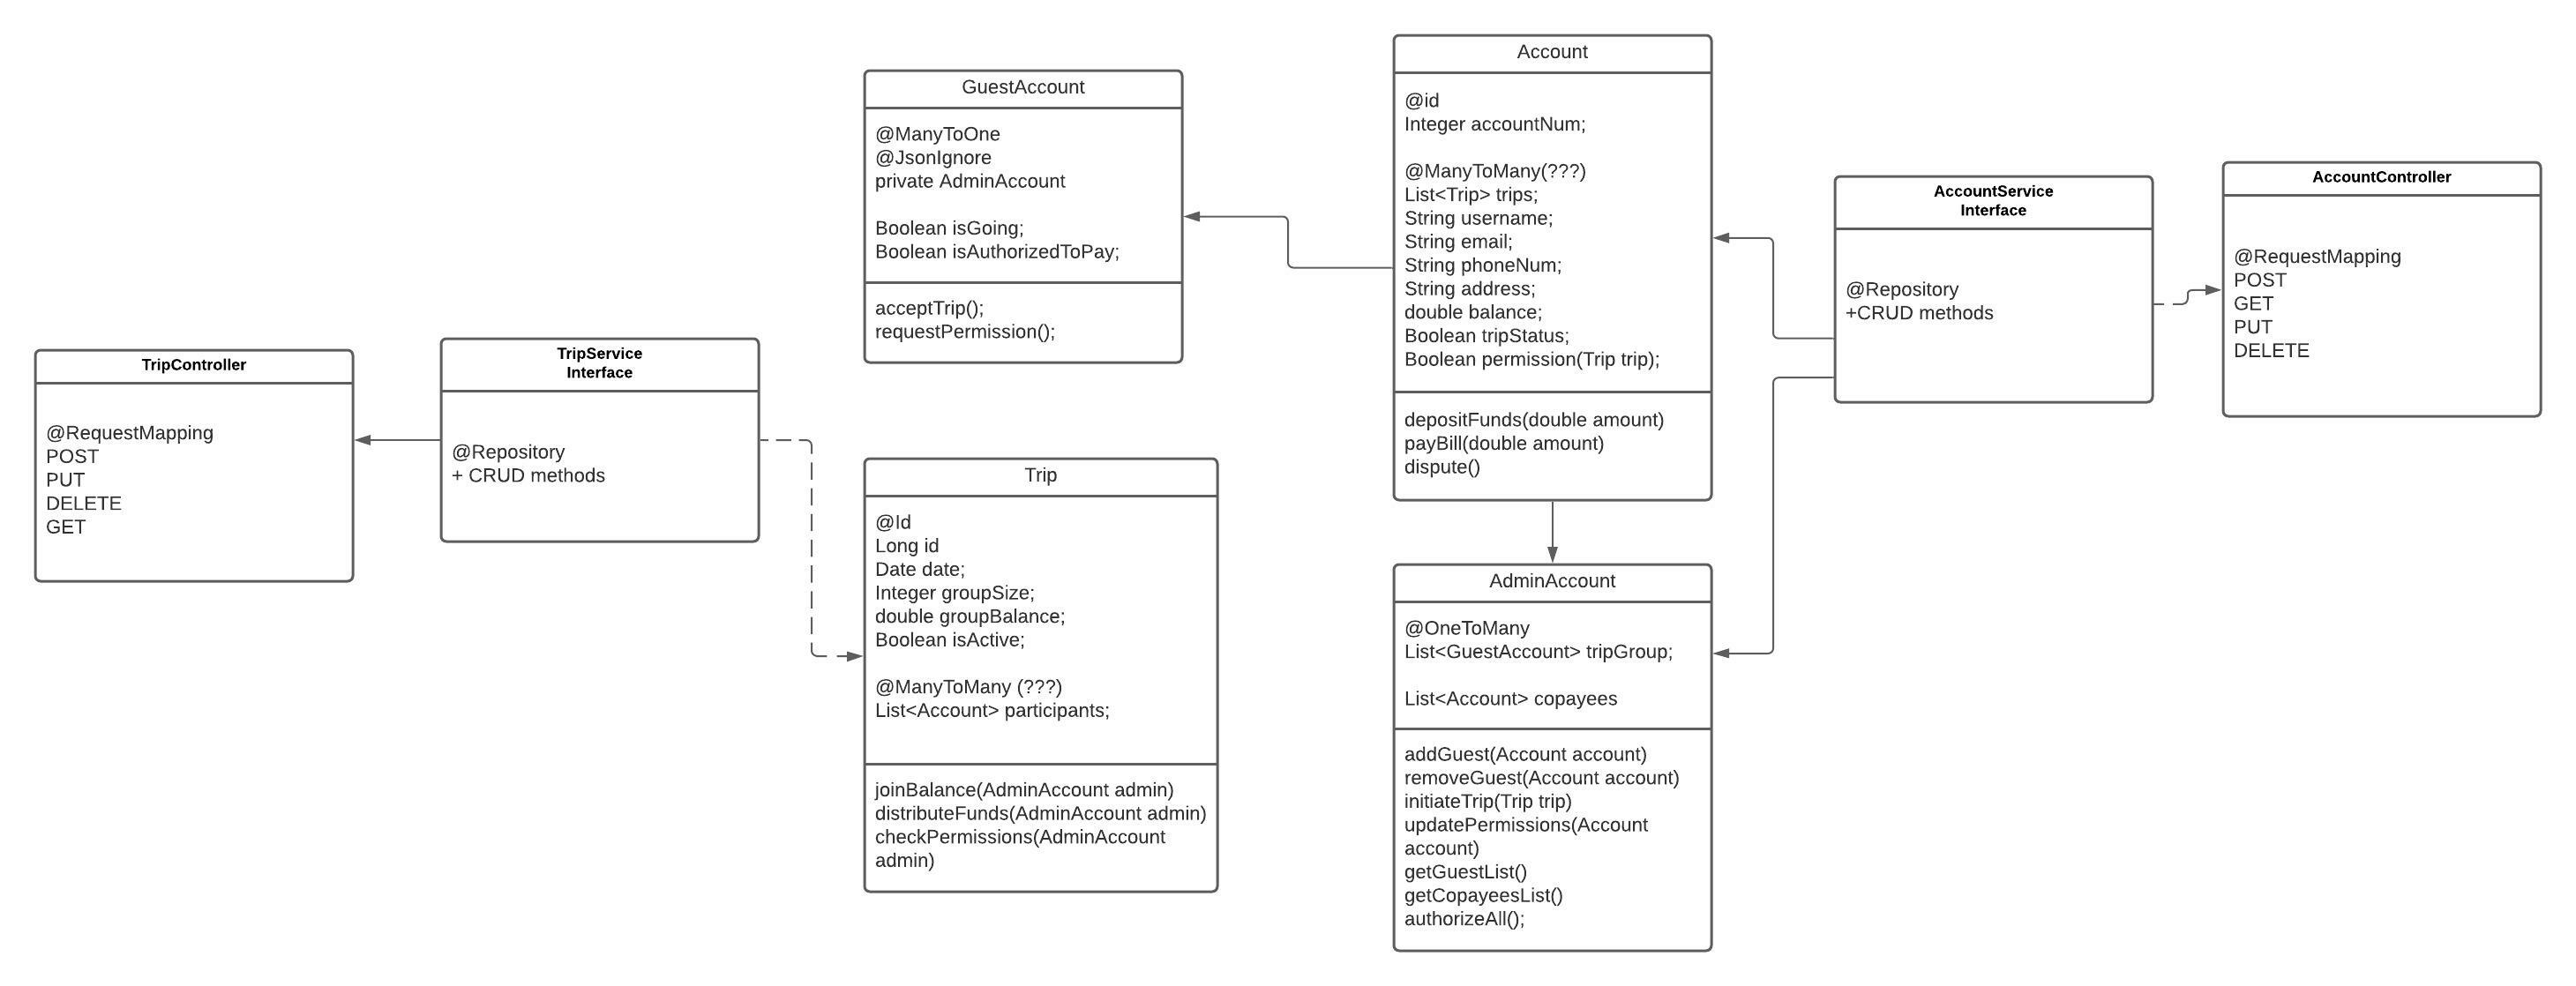 TripController
@RequestMapping
POST
PUT
DELETE
GET
TripService
Interface
@Repository
+ CRUD methods
GuestAccount
@ManyToOne
@JsonIgnore
private AdminAccount
Boolean isGoing;
Boolean isAuthorizedToPay;
acceptTrip();
requestPermission();
Trip
@Id
Long id
Date date;
Integer groupSize;
double groupBalance;
Boolean isActive;
@ManyToMany (???)
List<Account> participants;
joinBalance(AdminAccount admin)
distributeFunds(AdminAccount admin)
checkPermissions(AdminAccount
admin)
Account
@id
Integer accountNum;
@ManyToMany(???)
List<Trip> trips;
String username;
String email;
String phoneNum;
String address;
double balance;
Boolean tripStatus;
Boolean permission(Trip trip);
depositFunds(double amount)
payBill(double amount)
dispute()
AdminAccount
@OneToMany
List<GuestAccount> tripGroup;
List<Account> copayees
addGuest(Account account)
removeGuest(Account account)
initiateTrip(Trip trip)
updatePermissions(Account
account)
getGuestList()
getCopayeesList()
authorizeAll();
AccountService
Interface
@Repository
+CRUD methods
AccountController
@RequestMapping
POST
GET
PUT
DELETE